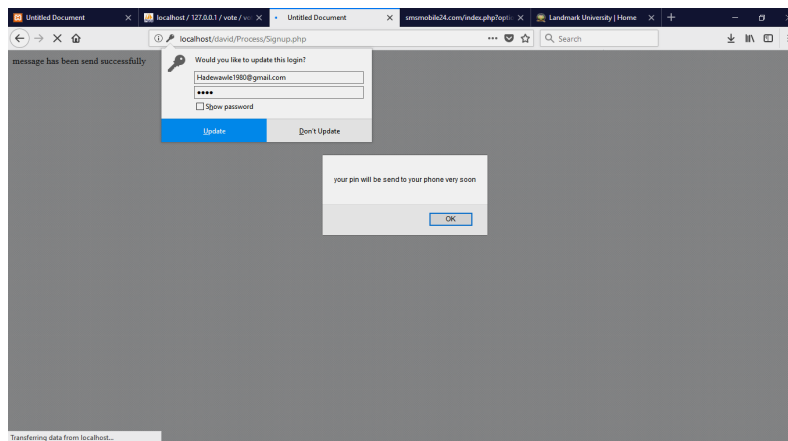 Untitled Document
localhost / 127.0.0.1 / vote / vo
Untitled Document
smsmobile24.com/index.php?optio
Landmark University | Home
localhost/david/Process/Signup.php
Search
message has been send successfully
Would you like to update this login?
Hadewawle1980@gmail.com
••••
Show password
Update
Don't Update
your pin will be send to your phone very soon
OK
Transferring data from localhost...